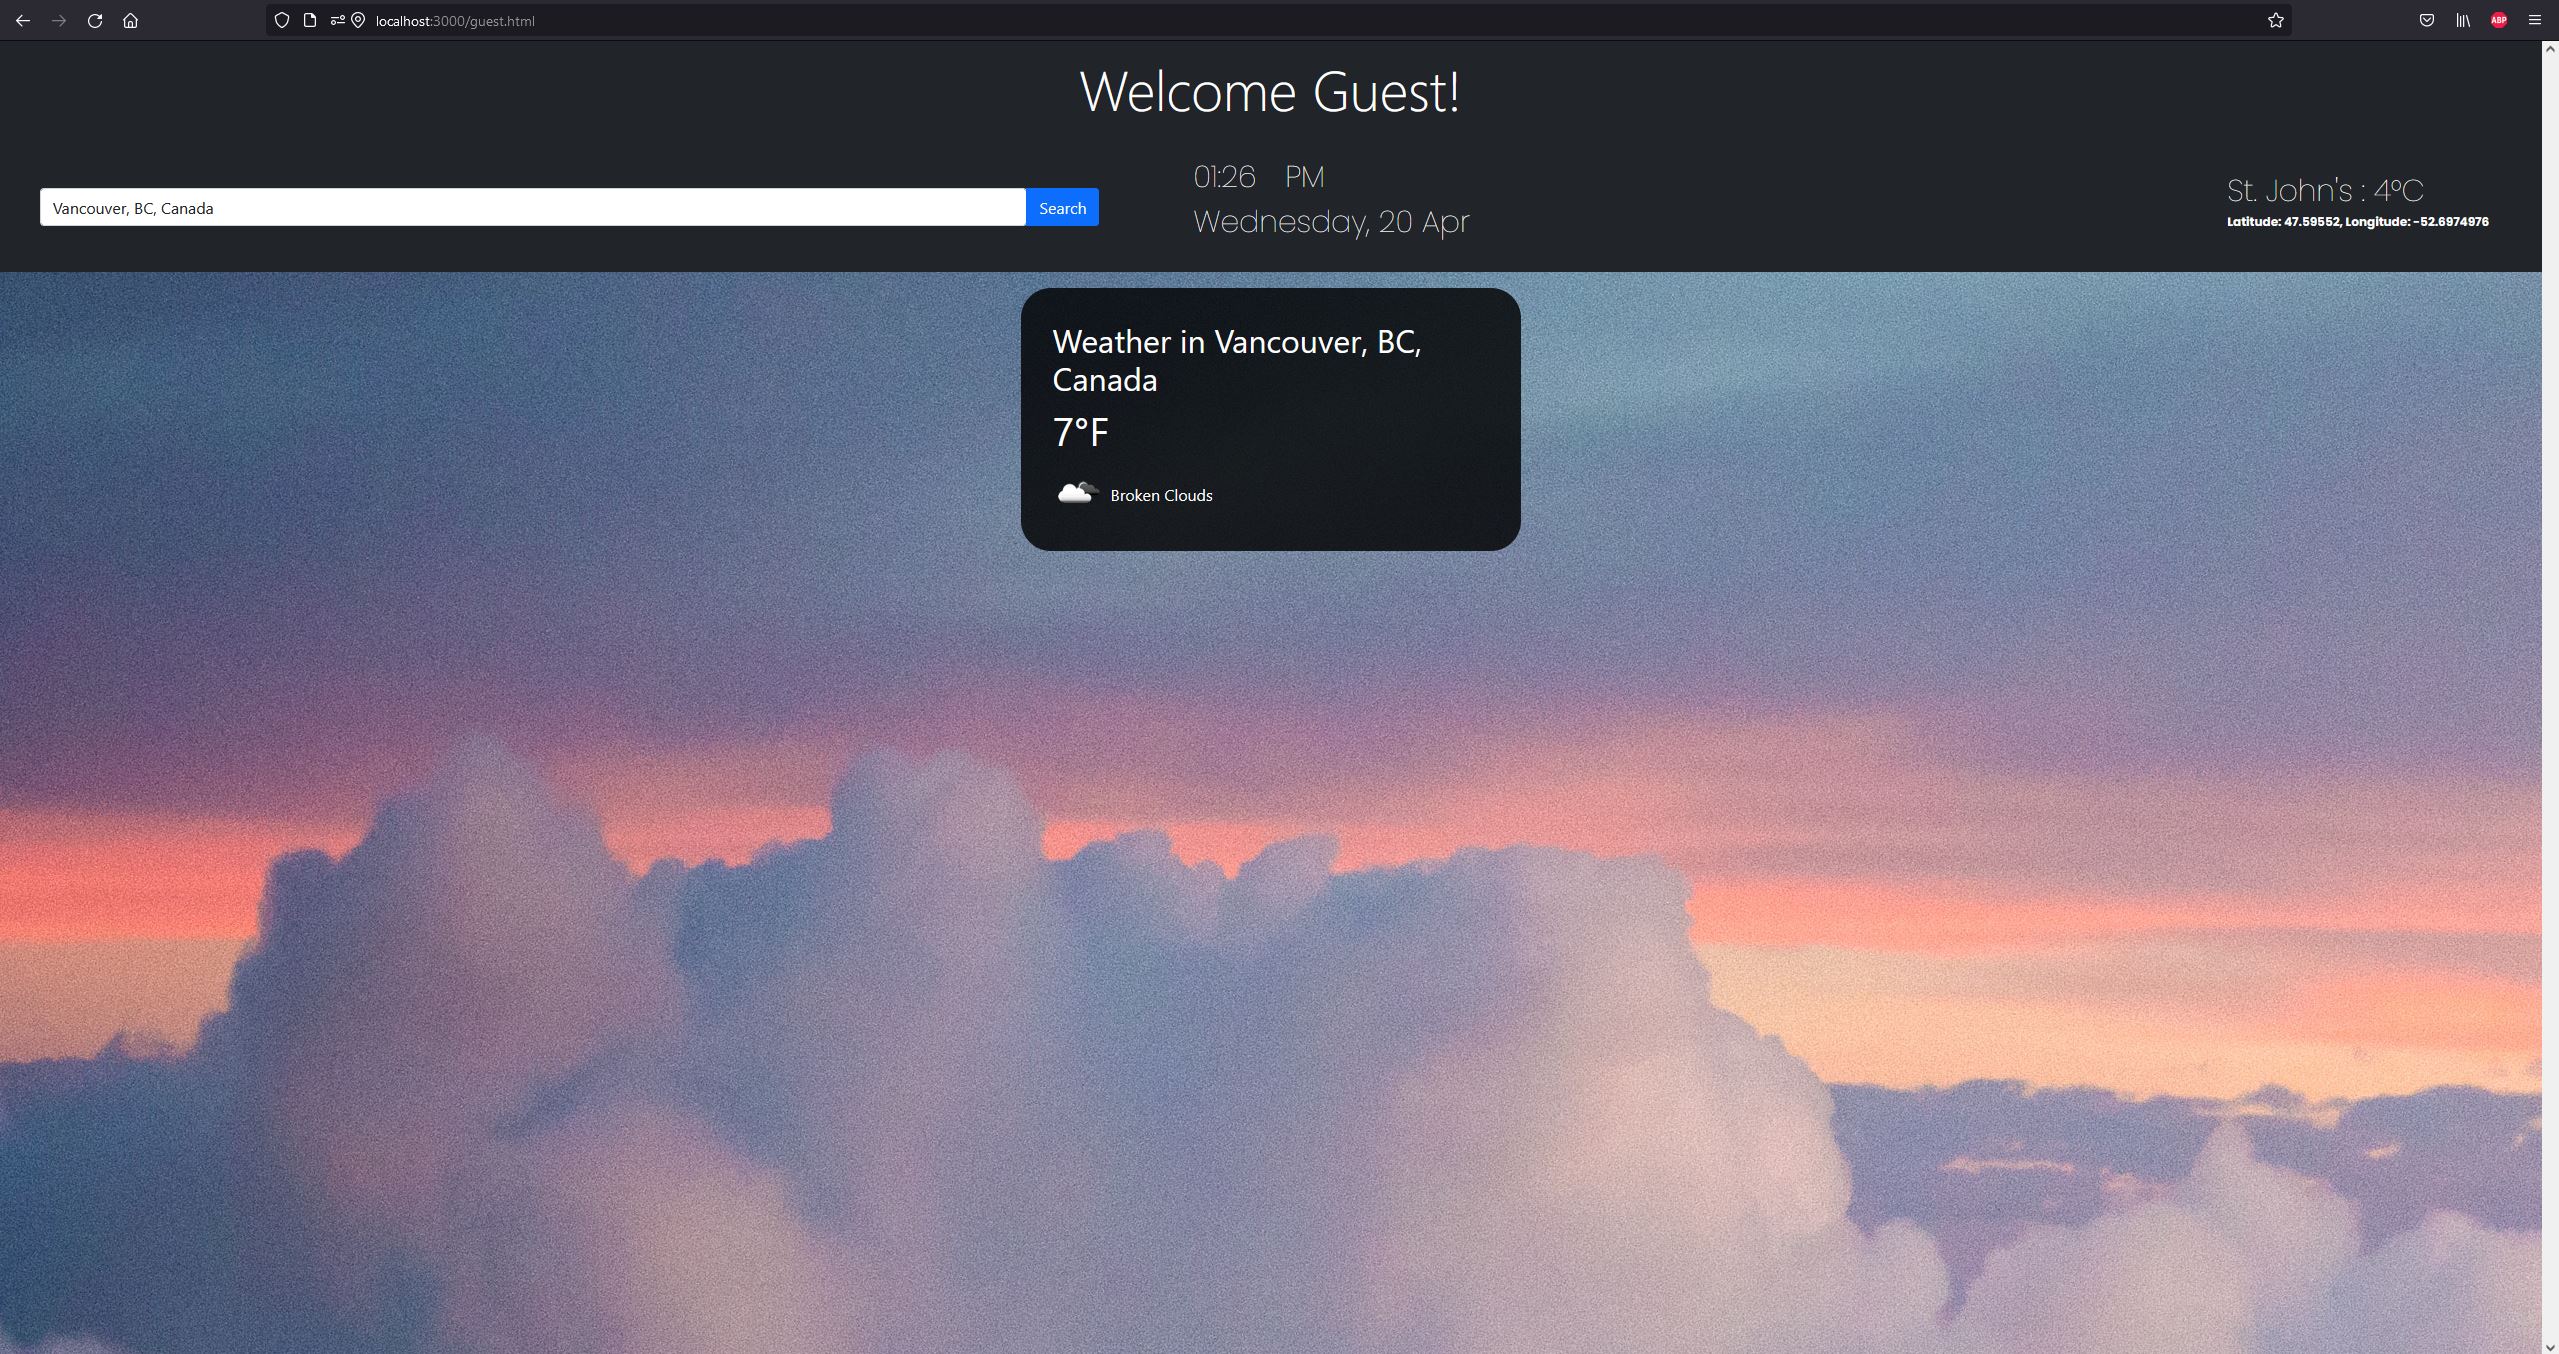 localhost:3000/guest.html
ABP
Welcome Guest!
Vancouver, BC, Canada
Search
01:26 PM
Wednesday, 20 Apr
St. John's : 4ºC
Latitude: 47.59552, Longitude: -52.6974976
Weather in Vancouver, BC,
Canada
7°F
Broken Clouds